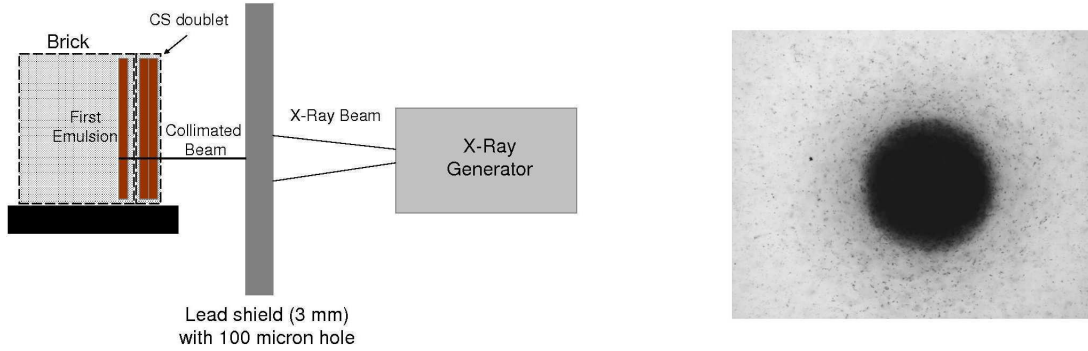 CS doublet
Brick
First
Emulsion
Collimated
Beam
X-Ray Beam
X-Ray
Generator
Lead shield (3 mm)
with 100 micron hole